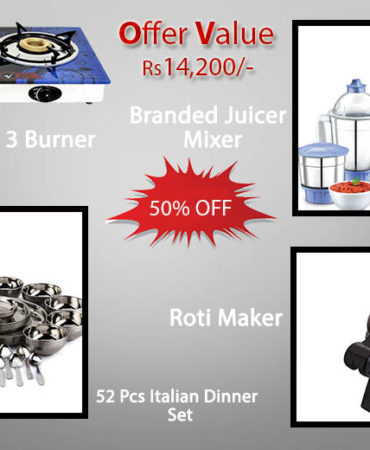 Offer Value
Rs14,200/-
Branded Juicer
Mixer
3 Burner
50% OFF
Roti Maker
52 Pcs Italian Dinner
Set